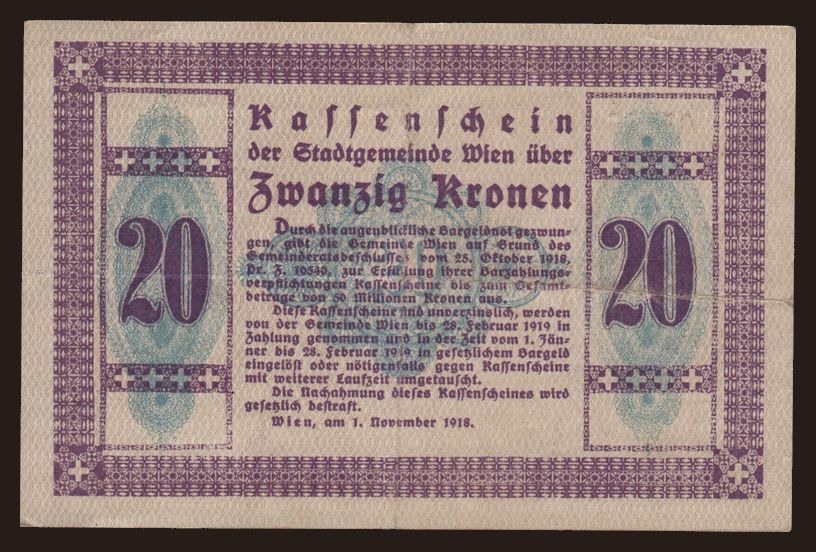 Kassenschein
der Stadtgemeinde Wien über
Zwanzig Kronen
20
20
Durch die augenblickliche Bargeldnot gezwun-
gen, gibt die Gemeinde Wien auf Grund des
Gemeinderatsbeschlusses vom 25. Oktober 1918,
Pr. Z. 16546, zur Erfüllung ihrer Barzahlungs-
verpflichtungen Kassenscheine bis zum Gesamt-
betrage von 50 Millionen Kronen aus.
Diese Kassenscheine sind unverzinslich, werden
von der Gemeinde Wien bis 28. Februar 1919 in
Zahlung genommen und in der Zeit vom 1. Jän-
ner bis 28. Februar 1919 in gesetzlichem Bargeld
eingelöst oder nötigenfalls gegen Kassenscheine
mit weiterer Laufzeit umgetauscht.
Die Nachahmung dieses Kassenscheines wird
gesetzlich bestraft.
Wien, am 1. November 1918.